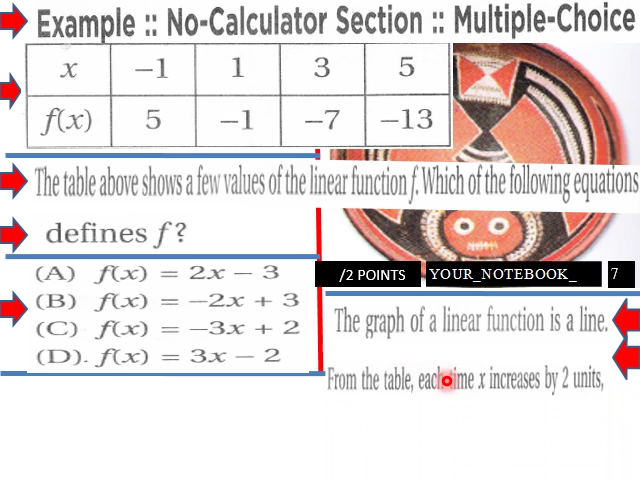 Example :: No-Calculator Section :: Multiple-Choice
x −1 1 3 5
f(x) 5 −1 −7 −13
The table above shows a few values of the linear function f. Which of the following equations
defines f?
(A) f(x) = 2x − 3
(B) f(x) = −2x + 3
(C) f(x) = −3x + 2
(D). f(x) = 3x − 2
/2 POINTS YOUR_NOTEBOOK_ 7
The graph of a linear function is a line.
From the table, each time x increases by 2 units,